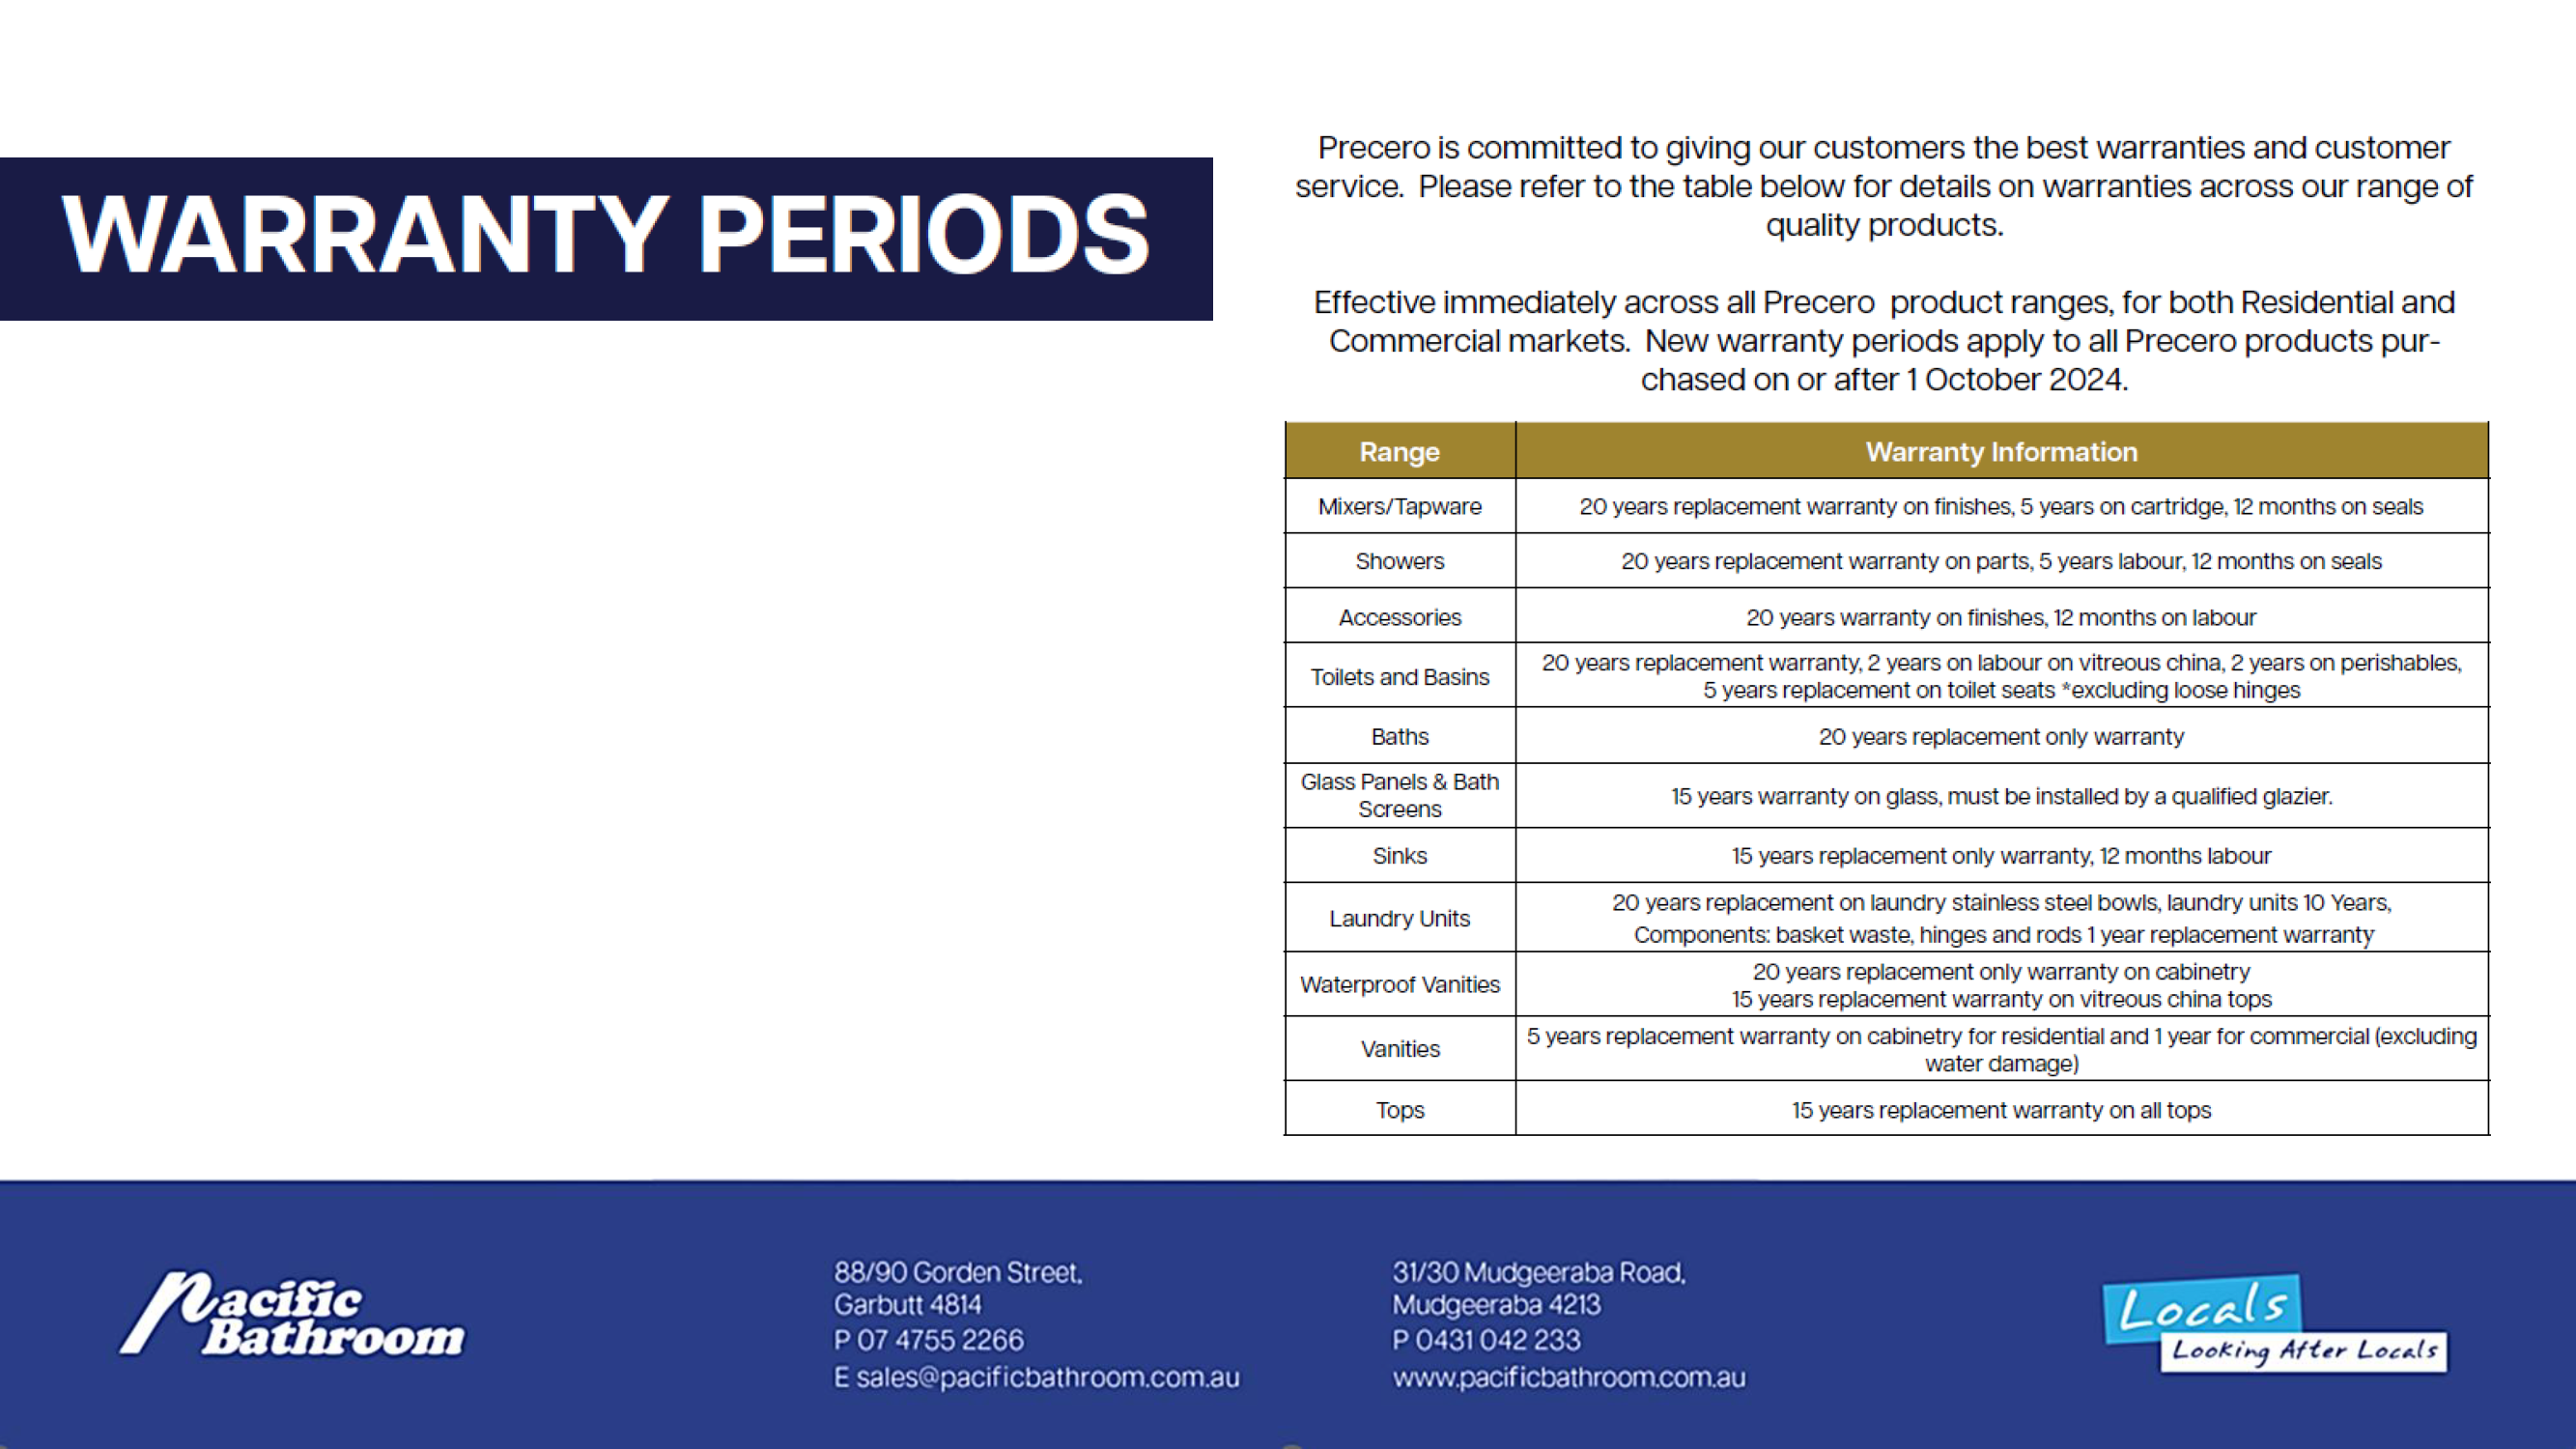 WARRANTY PERIODS
Precero is committed to giving our customers the best warranties and customer
service. Please refer to the table below for details on warranties across our range of
quality products.
Effective immediately across all Precero product ranges, for both Residential and
Commercial markets. New warranty periods apply to all Precero products pur-
chased on or after 1 October 2024.
Range Warranty Information
Mixers/Tapware 20 years replacement warranty on finishes, 5 years on cartridge, 12 months on seals
Showers 20 years replacement warranty on parts, 5 years labour, 12 months on seals
Accessories 20 years warranty on finishes, 12 months on labour
Toilets and Basins 20 years replacement warranty, 2 years on labour on vitreous china, 2 years on perishables,
5 years replacement on toilet seats *excluding loose hinges
Baths 20 years replacement only warranty
Glass Panels & Bath
Screens 15 years warranty on glass, must be installed by a qualified glazier.
Sinks 15 years replacement only warranty, 12 months labour
Laundry Units 20 years replacement on laundry stainless steel bowls, laundry units 10 Years,
Components: basket waste, hinges and rods 1 year replacement warranty
Waterproof Vanities 20 years replacement only warranty on cabinetry
15 years replacement warranty on vitreous china tops
Vanities 5 years replacement warranty on cabinetry for residential and 1 year for commercial (excluding
water damage)
Tops 15 years replacement warranty on all tops
Pacific
Bathroom
88/90 Gorden Street,
Garbutt 4814
P 07 4755 2266
E sales@pacificbathroom.com.au
31/30 Mudgeeraba Road,
Mudgeeraba 4213
P 0431 042 233
www.pacificbathroom.com.au
Locals
Looking After Locals